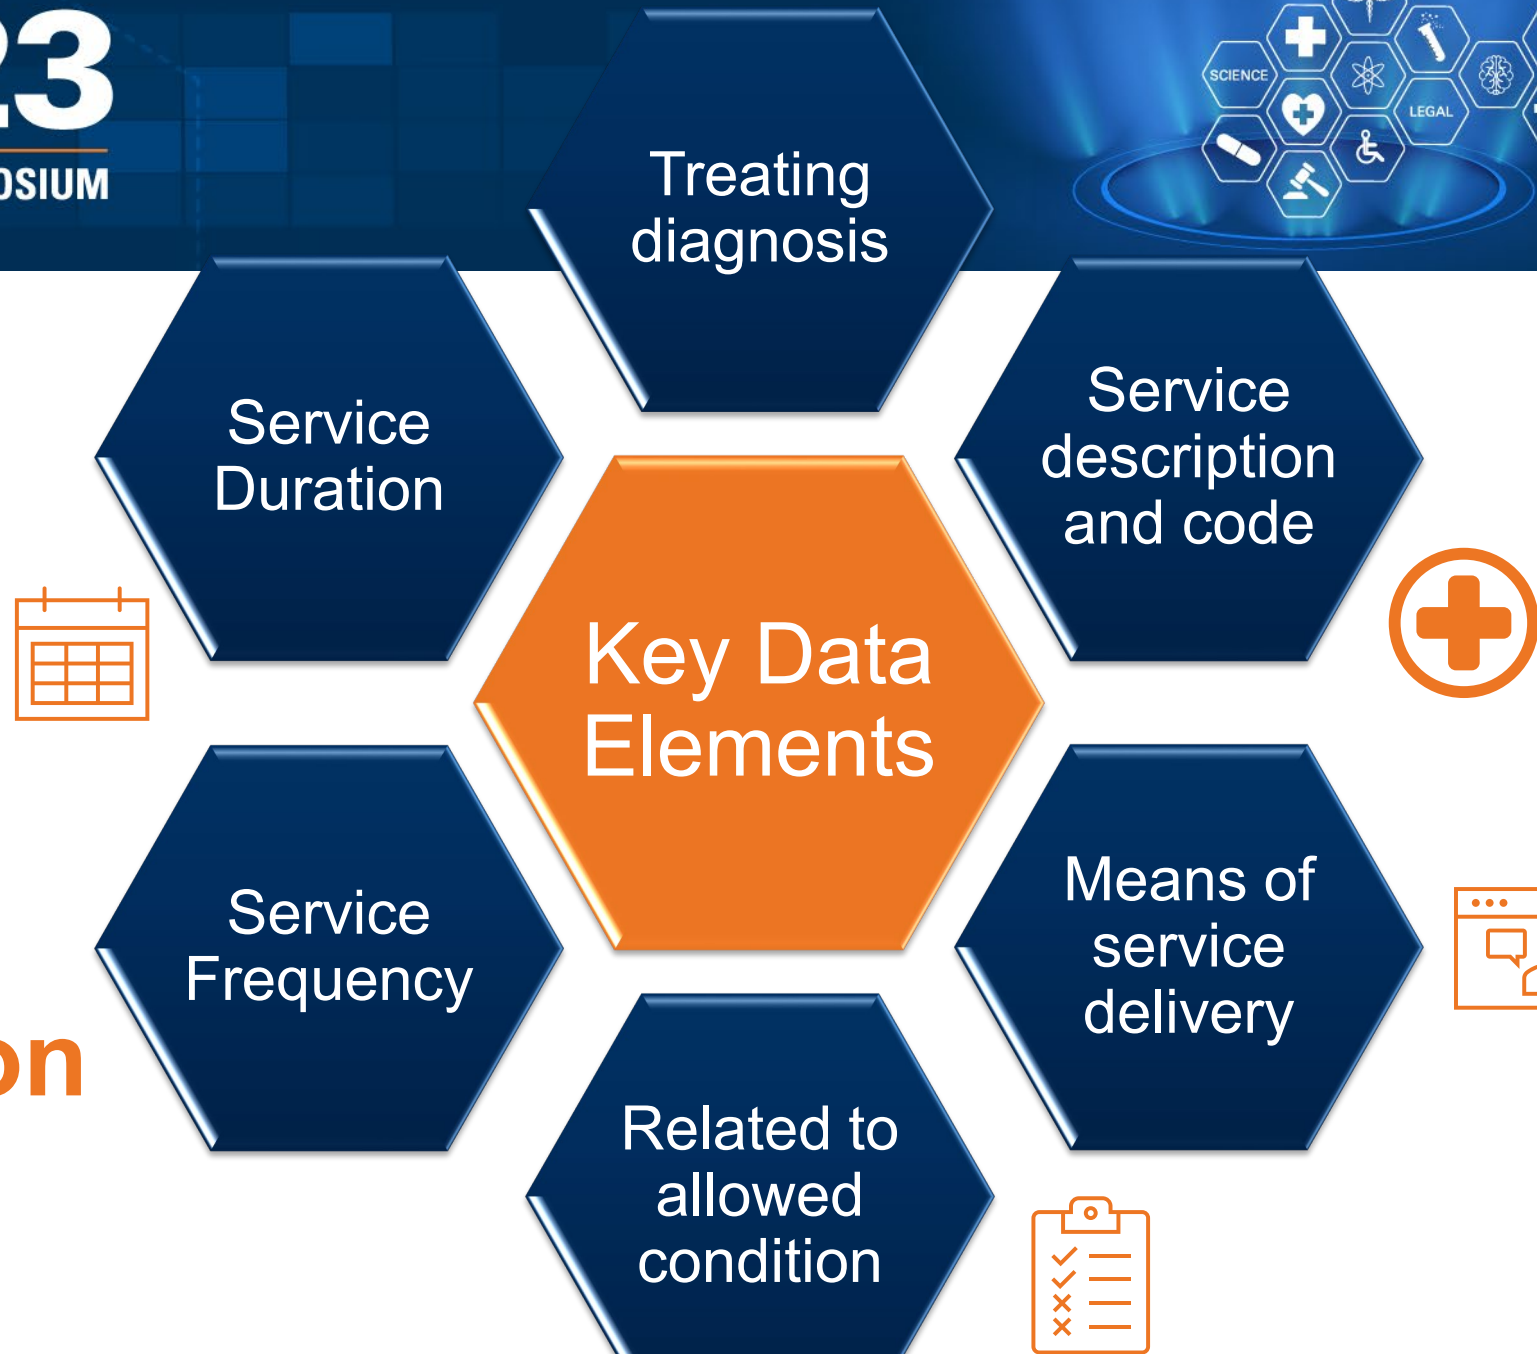 23
OSIUM
SCIENCE
LEGAL
Treating
diagnosis
Service
Duration
Service
description
and code
Key Data
Elements
Service
Frequency
Means of
service
delivery
on
Related to
allowed
condition